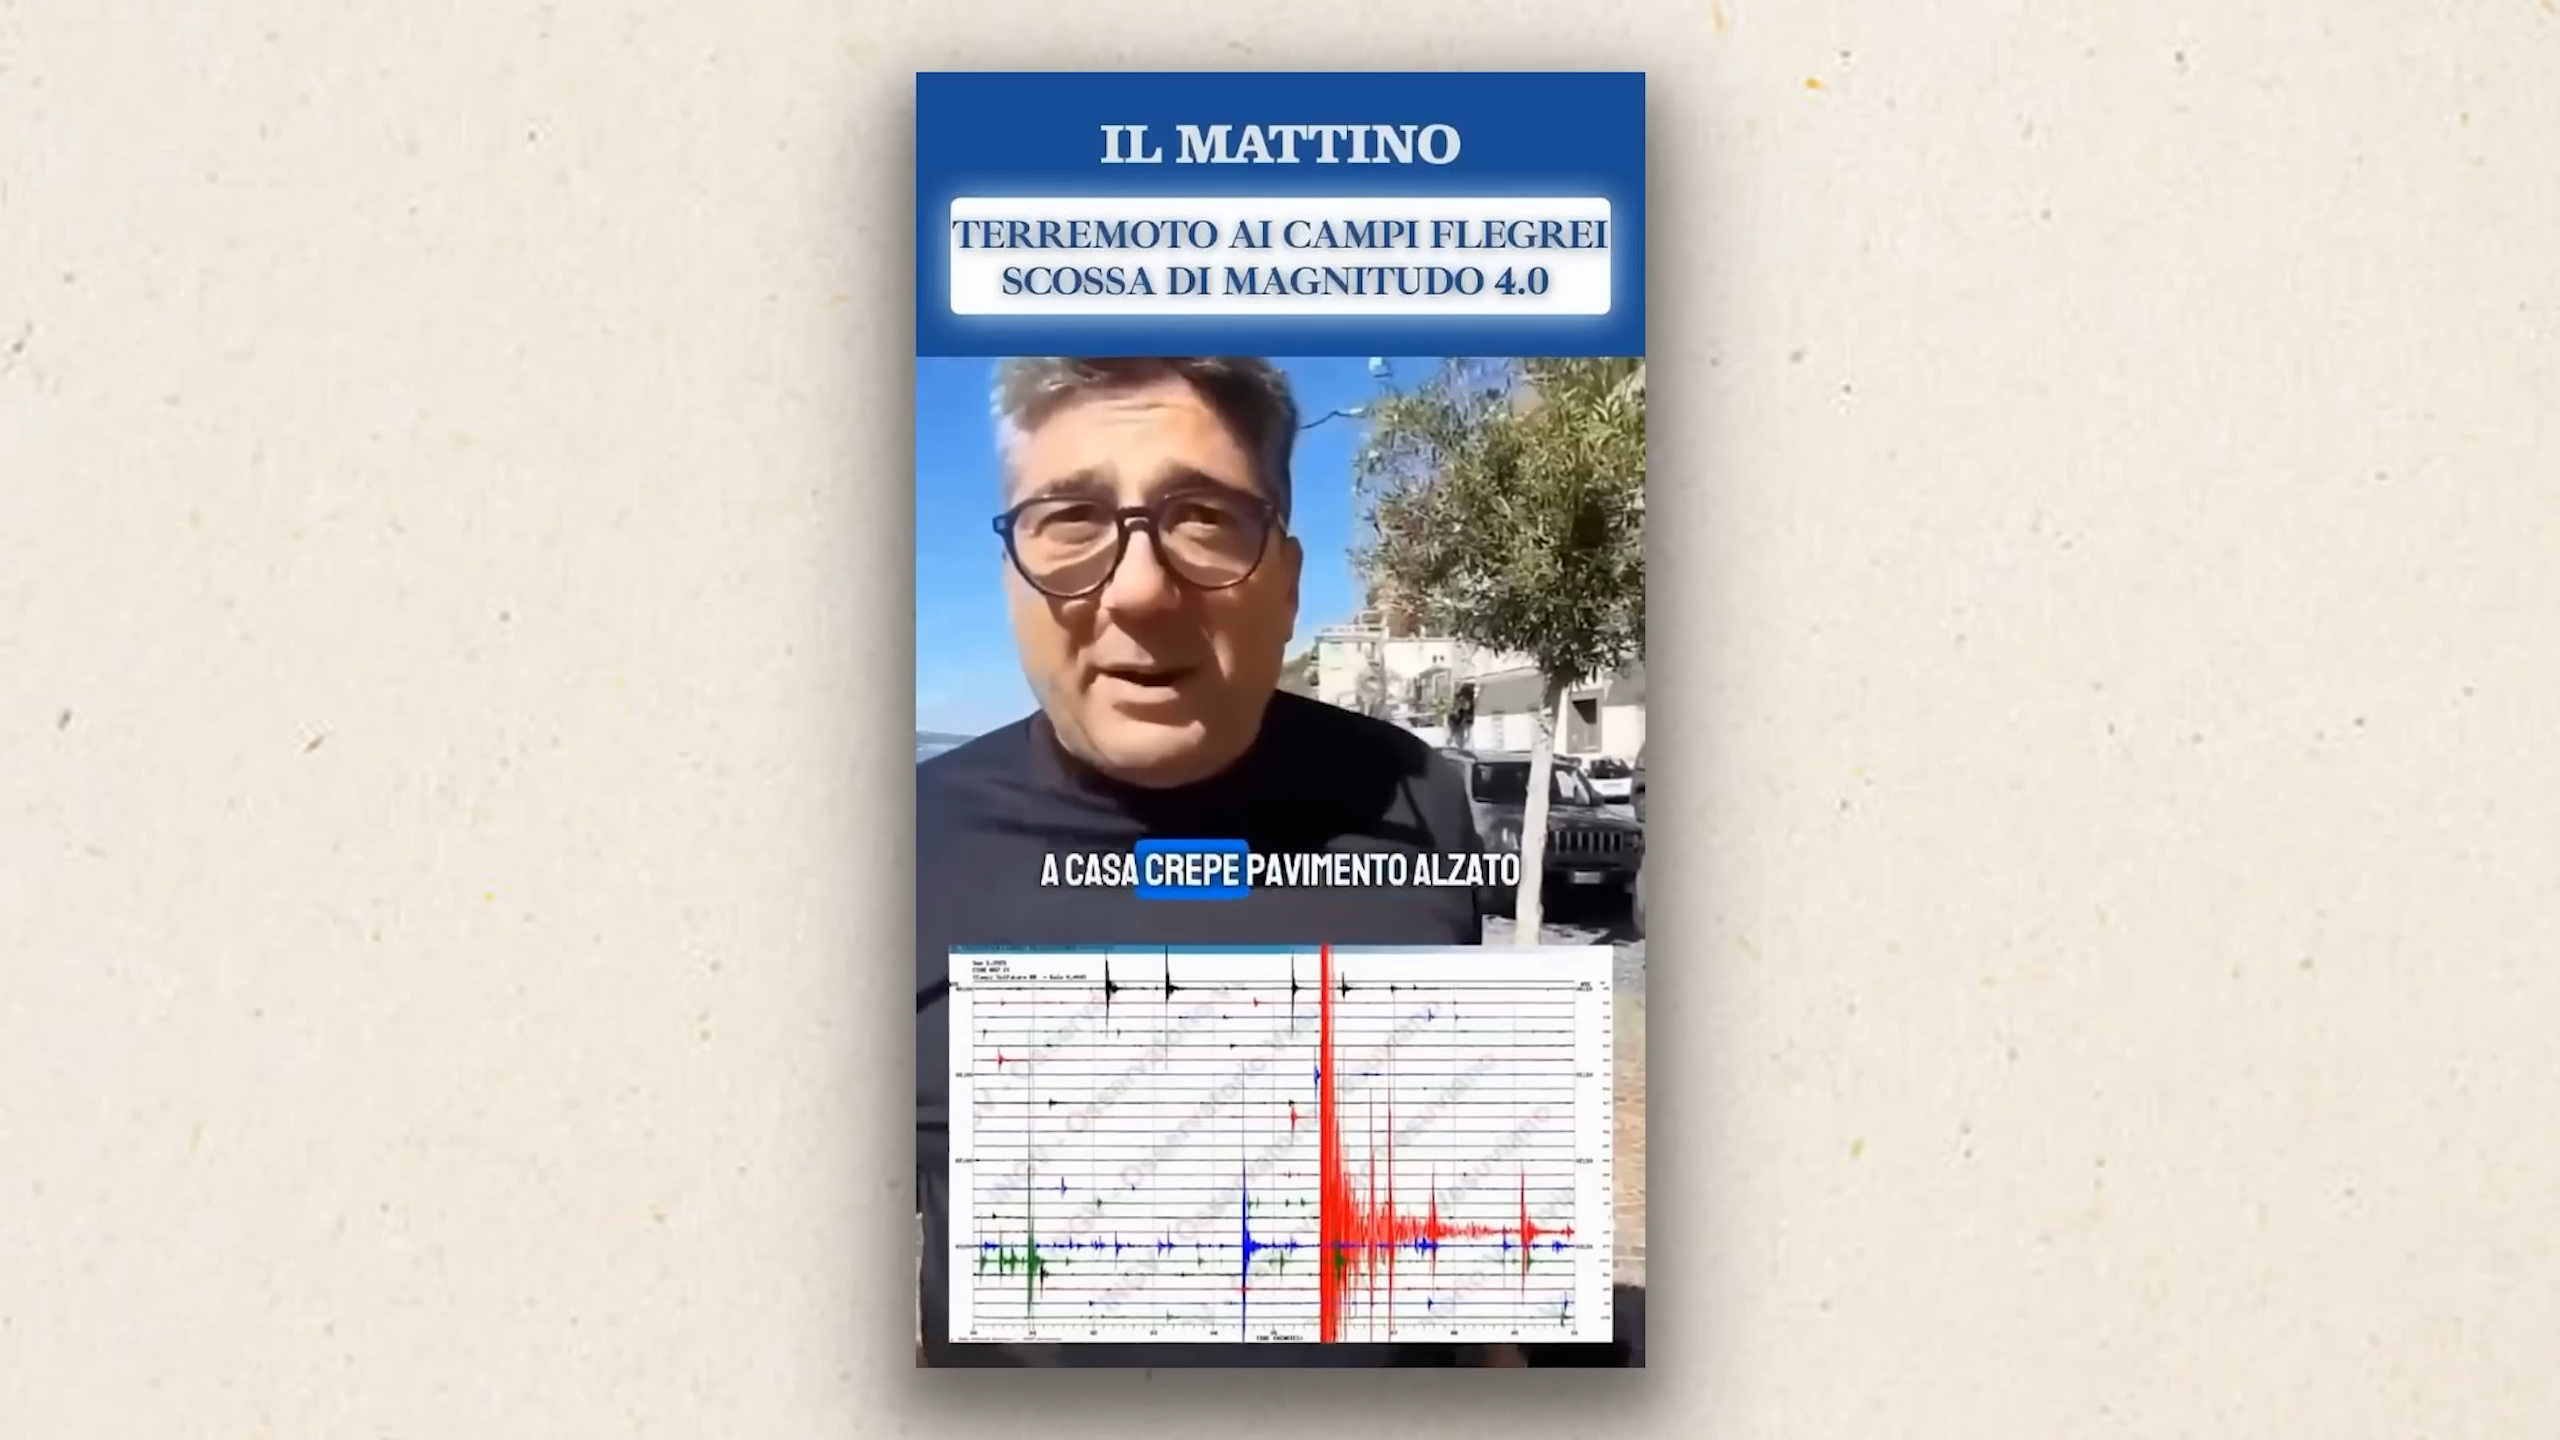 IL MATTINO
TERREMOTO AI CAMPI FLEGREI
SCOSSA DI MAGNITUDO 4.0
A CASA CREPE PAVIMENTO ALZATO